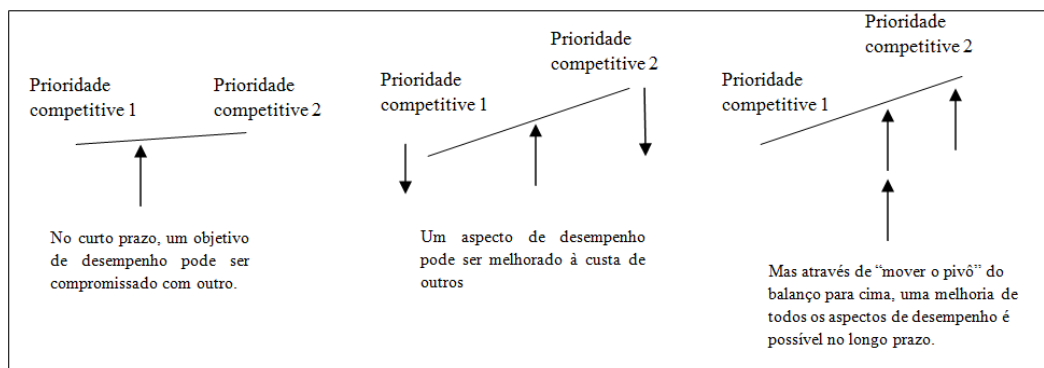 Prioridade
competitive 1
Prioridade
competitive 2
No curto prazo, um objetivo
de desempenho pode ser
compromissado com outro.
Prioridade
competitive 1
Prioridade
competitive 2
Um aspecto de desempenho
pode ser melhorado à custa de
outros
Prioridade
competitive 1
Prioridade
competitive 2
Mas através de “mover o pivô” do
balanço para cima, uma melhoria de
todos os aspectos de desempenho é
possível no longo prazo.